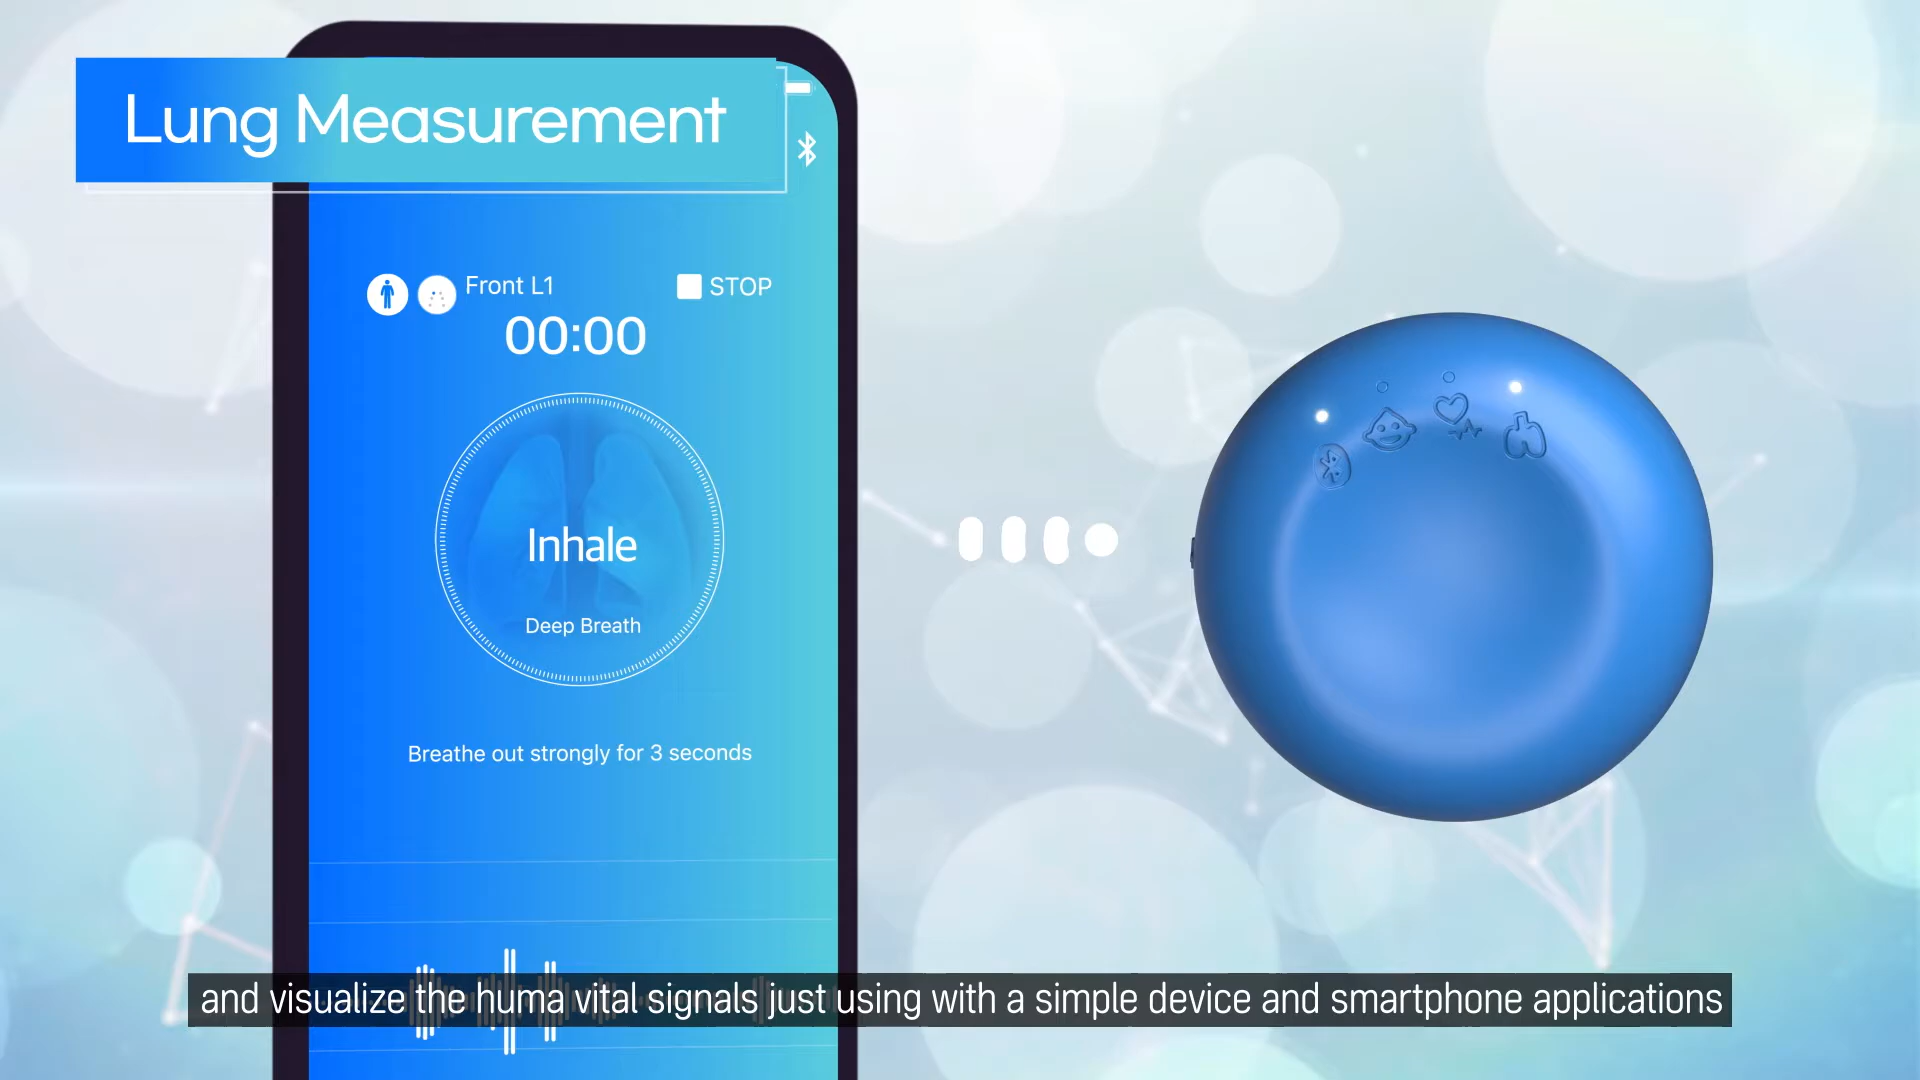 Lung Measurement
Front L1
STOP
00:00
Inhale
Deep Breath
Breathe out strongly for 3 seconds
and visualize the huma vital signals just using with a simple device and smartphone applications